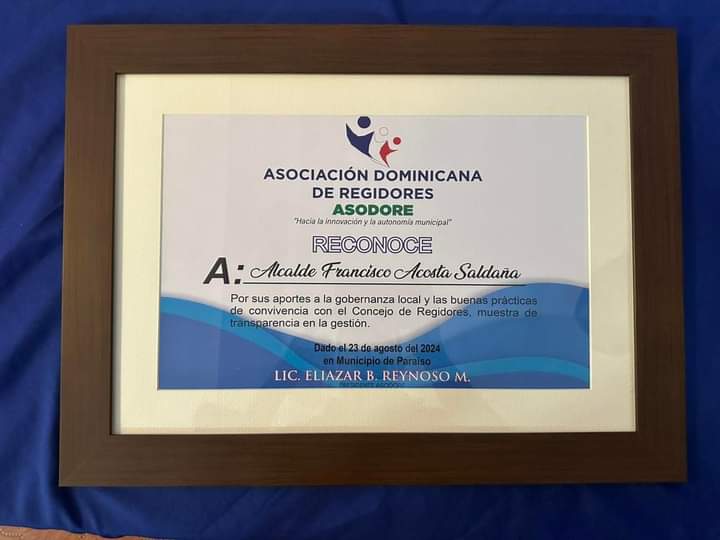 ASOCIACIÓN DOMINICANA
DE REGIDORES
ASODORE
"Hacia la innovación y la autonomía municipal"
RECONOCE
A: Alcalde Francisco Acosta Saldaña
Por sus aportes a la gobernanza local y las buenas prácticas
de convivencia con el Concejo de Regidores, muestra de
transparencia en la gestión.
Dado el 23 de agosto del 2024
en Municipio de Paraíso
LIC. ELIAZAR B. REYNOSO M.
PRESIDENTE ASODORE